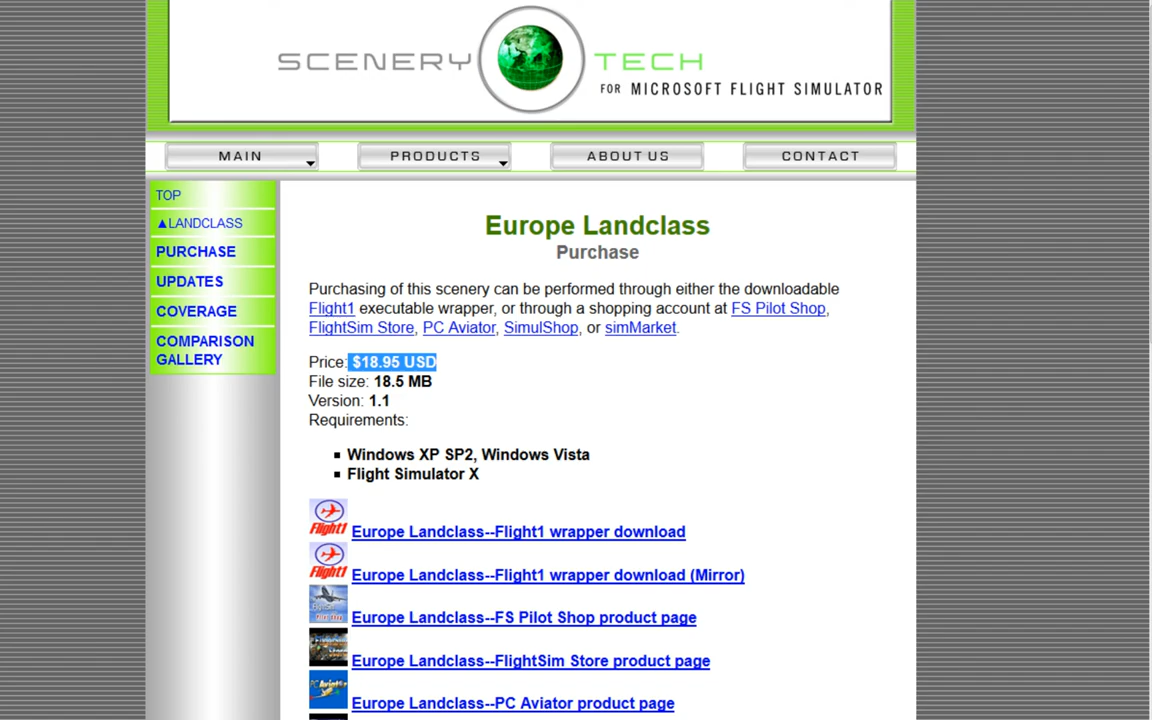 SCENERY TECH
FOR MICROSOFT FLIGHT SIMULATOR
MAIN PRODUCTS ABOUT US CONTACT
TOP
▲LANDCLASS
PURCHASE
UPDATES
COVERAGE
COMPARISON
GALLERY
Europe Landclass
Purchase
Purchasing of this scenery can be performed through either the downloadable
Flight1 executable wrapper, or through a shopping account at FS Pilot Shop,
FlightSim Store, PC Aviator, SimulShop, or simMarket.
Price: $18.95 USD
File size: 18.5 MB
Version: 1.1
Requirements:
Windows XP SP2, Windows Vista
Flight Simulator X
Flight1
Europe Landclass--Flight1 wrapper download
Flight1
Europe Landclass--Flight1 wrapper download (Mirror)
Europe Landclass--FS Pilot Shop product page
Europe Landclass--FlightSim Store product page
PC Aviator
Europe Landclass--PC Aviator product page